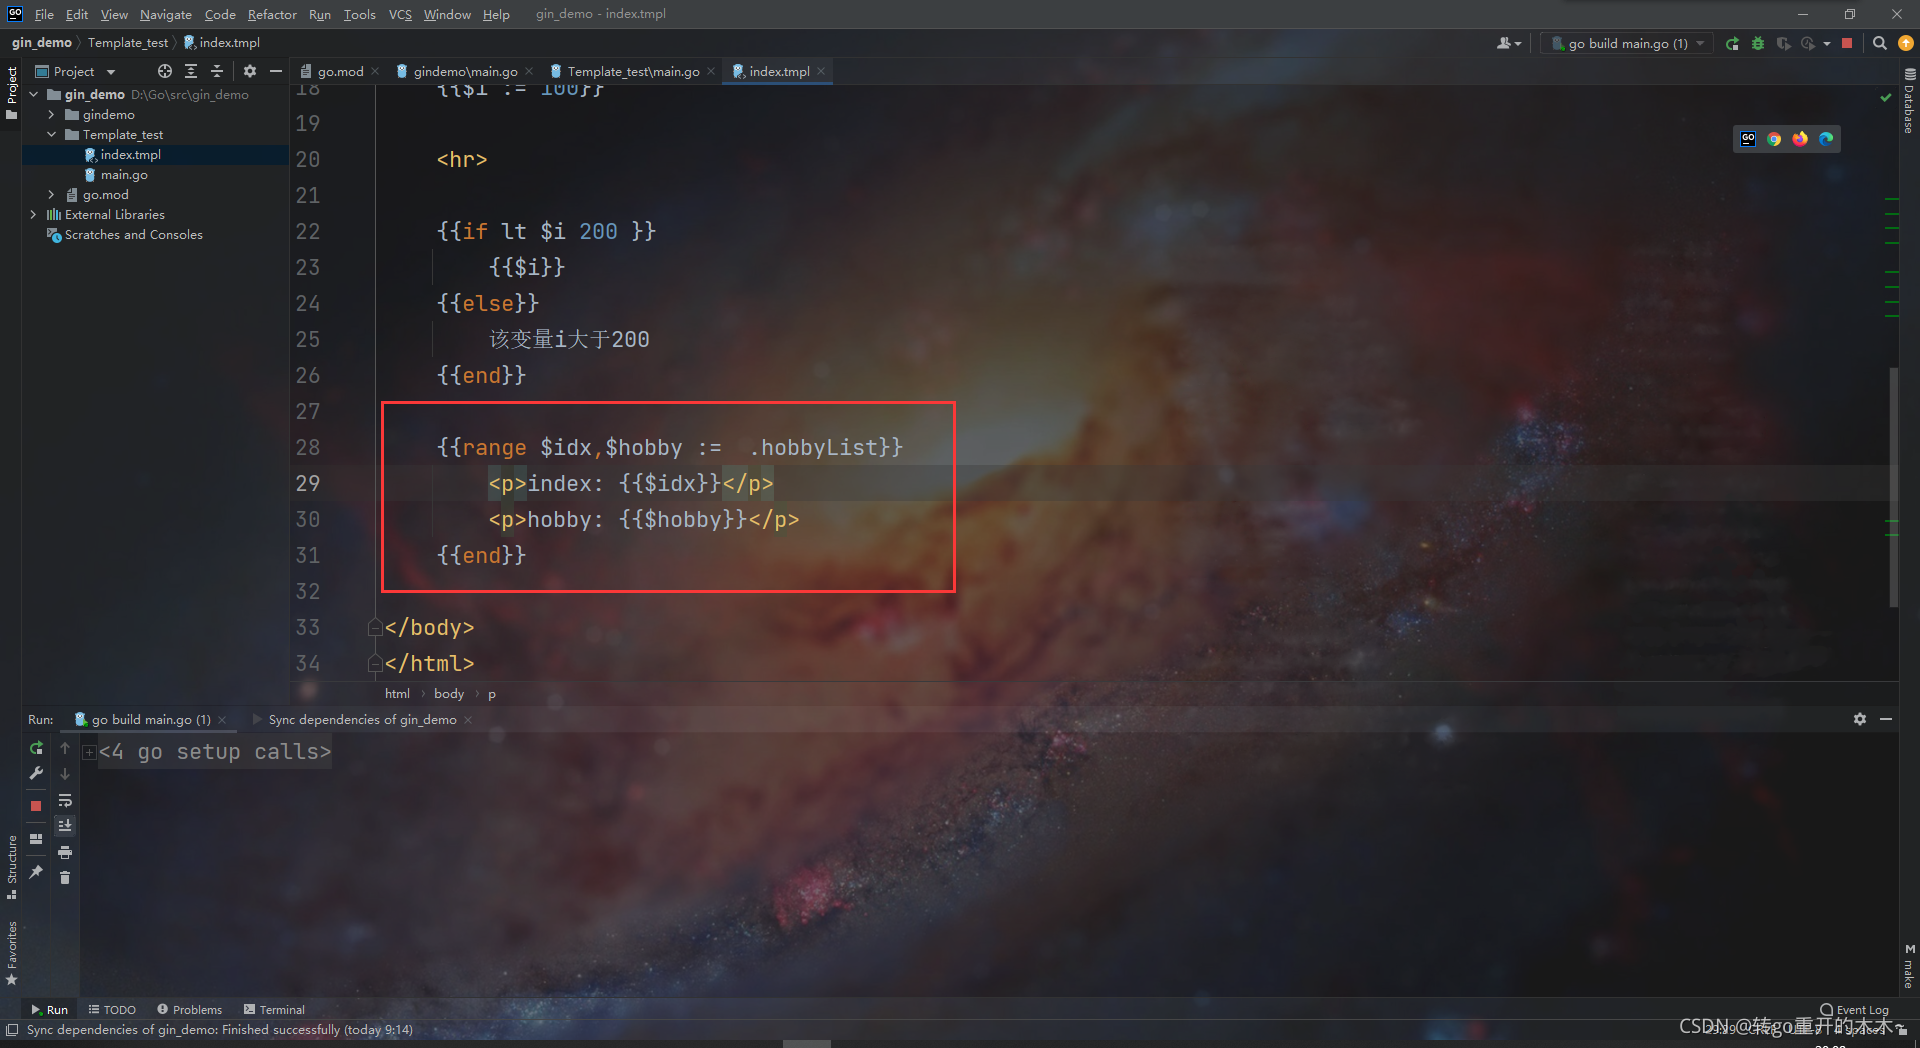 GO File Edit View Navigate Code Refactor Run Tools VCS Window Help gin_demo - index.tmpl
gin_demo Template_test index.tmpl go build main.go (1)
Project
Project
go.mod gindemo\main.go Template_test\main.go index.tmpl
gin_demo D:\Go\src\gin_demo
gindemo
Template_test
index.tmpl
main.go
go.mod
External Libraries
Scratches and Consoles
Database
GO
18 {{$i := 100}}
19
20 <hr>
21
22 {{if lt $i 200 }}
23 {{$i}}
24 {{else}}
25 该变量i大于200
26 {{end}}
27
28 {{range $idx,$hobby := .hobbyList}}
29 <p>index: {{$idx}}</p>
30 <p>hobby: {{$hobby}}</p>
31 {{end}}
32
33 </body>
34 </html>
html body p
Run: go build main.go (1) Sync dependencies of gin_demo
<4 go setup calls>
Structure
Favorites
M make
Run TODO Problems Terminal Event Log
Sync dependencies of gin_demo: Finished successfully (today 9:14)
CSDN @转go重开的木木~